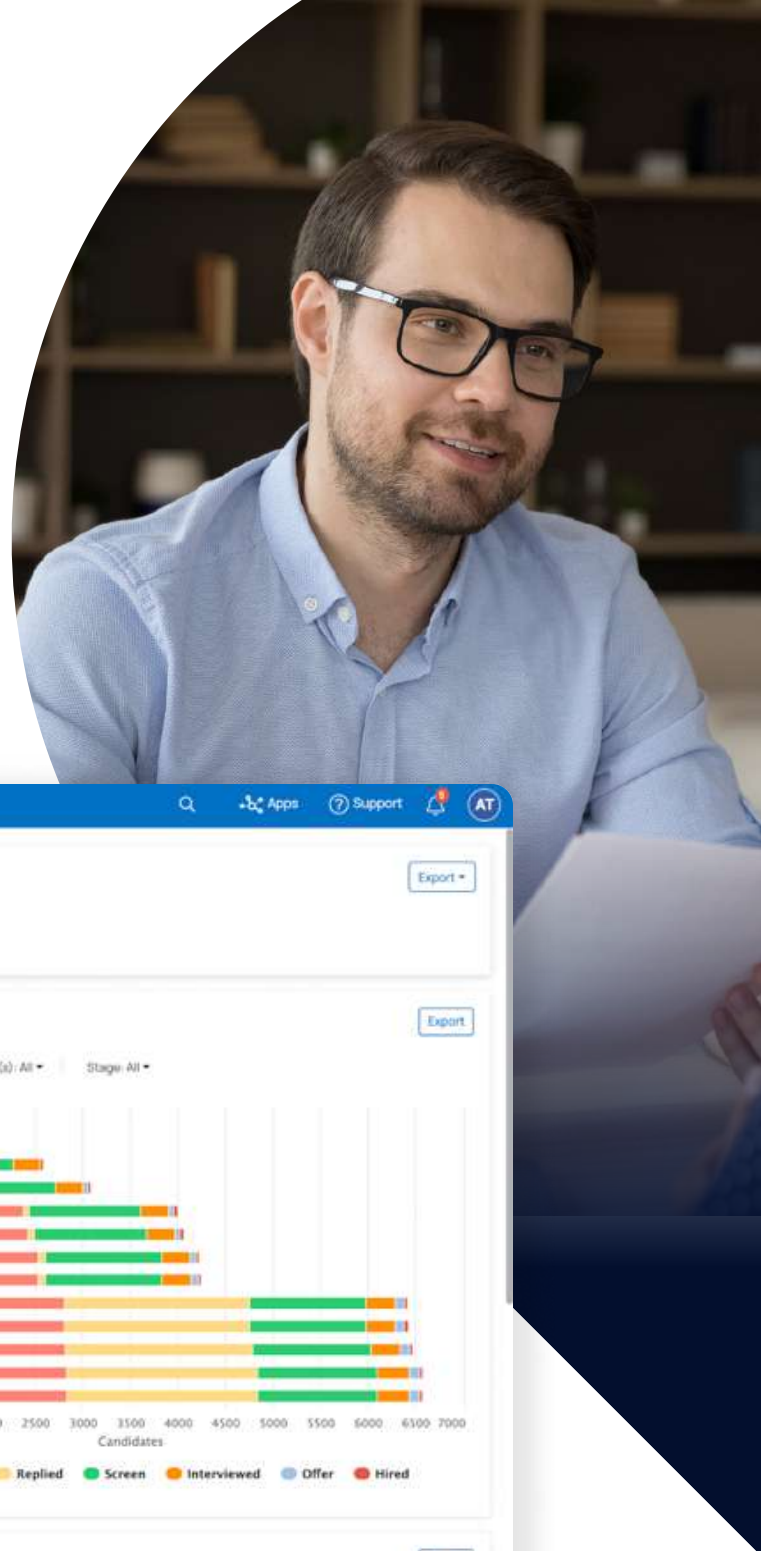 Apps Support 5 AT
Export
Export
(s): All Stage: All
2500 3000 3500 4000 4500 5000 5500 6000 6500 7000
Candidates
Replied Screen Interviewed Offer Hired